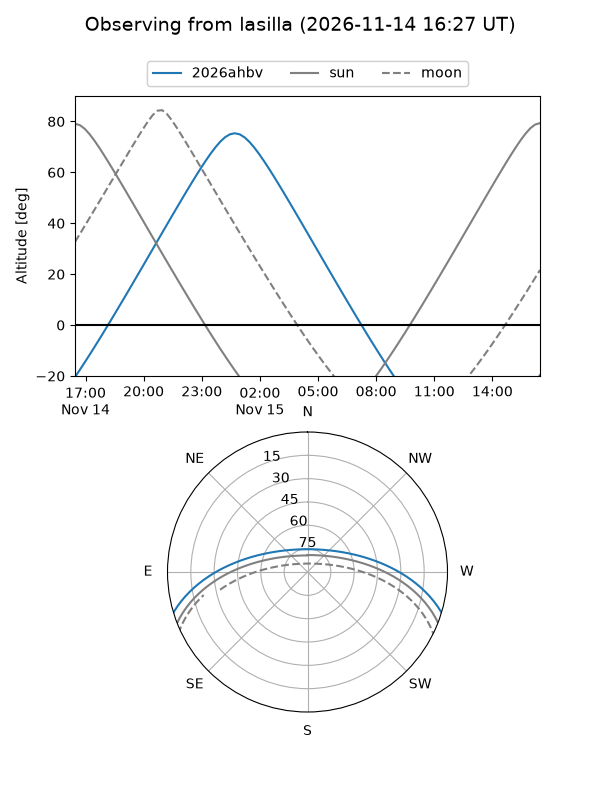 Observing from lasilla (2026-11-14 16:27 UT)
2026ahbv sun moon
80
60
40
20
0
−20
Altitude [deg]
17:00 20:00 23:00 02:00 05:00 08:00 11:00 14:00
Nov 14 Nov 15
N
NE NW
15
30
45
60
75
E W
SE SW
S